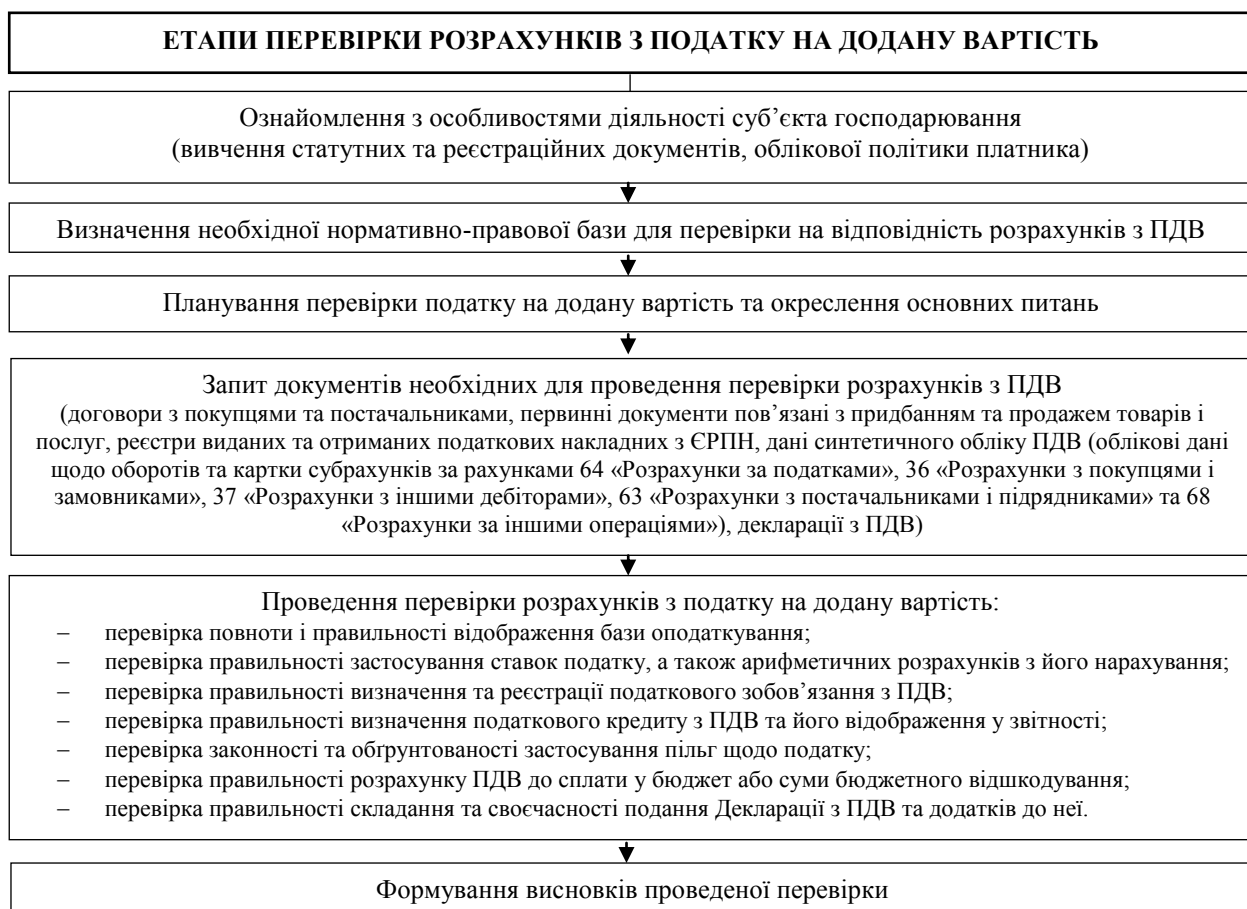 ЕТАПИ ПЕРЕВІРКИ РОЗРАХУНКІВ З ПОДАТКУ НА ДОДАНУ ВАРТІСТЬ
Ознайомлення з особливостями діяльності суб’єкта господарювання
(вивчення статутних та реєстраційних документів, облікової політики платника)
Визначення необхідної нормативно-правової бази для перевірки на відповідність розрахунків з ПДВ
Планування перевірки податку на додану вартість та окреслення основних питань
Запит документів необхідних для проведення перевірки розрахунків з ПДВ
(договори з покупцями та постачальниками, первинні документи пов’язані з придбанням та продажем товарів і
послуг, реєстри виданих та отриманих податкових накладних з ЄРПН, дані синтетичного обліку ПДВ (облікові дані
щодо оборотів та картки субрахунків за рахунками 64 «Розрахунки за податками», 36 «Розрахунки з покупцями і
замовниками», 37 «Розрахунки з іншими дебіторами», 63 «Розрахунки з постачальниками і підрядниками» та 68
«Розрахунки за іншими операціями»), декларації з ПДВ)
Проведення перевірки розрахунків з податку на додану вартість:
– перевірка повноти і правильності відображення бази оподаткування;
– перевірка правильності застосування ставок податку, а також арифметичних розрахунків з його нарахування;
– перевірка правильності визначення та реєстрації податкового зобов’язання з ПДВ;
– перевірка правильності визначення податкового кредиту з ПДВ та його відображення у звітності;
– перевірка законності та обґрунтованості застосування пільг щодо податку;
– перевірка правильності розрахунку ПДВ до сплати у бюджет або суми бюджетного відшкодування;
– перевірка правильності складання та своєчасності подання Декларації з ПДВ та додатків до неї.
Формування висновків проведеної перевірки